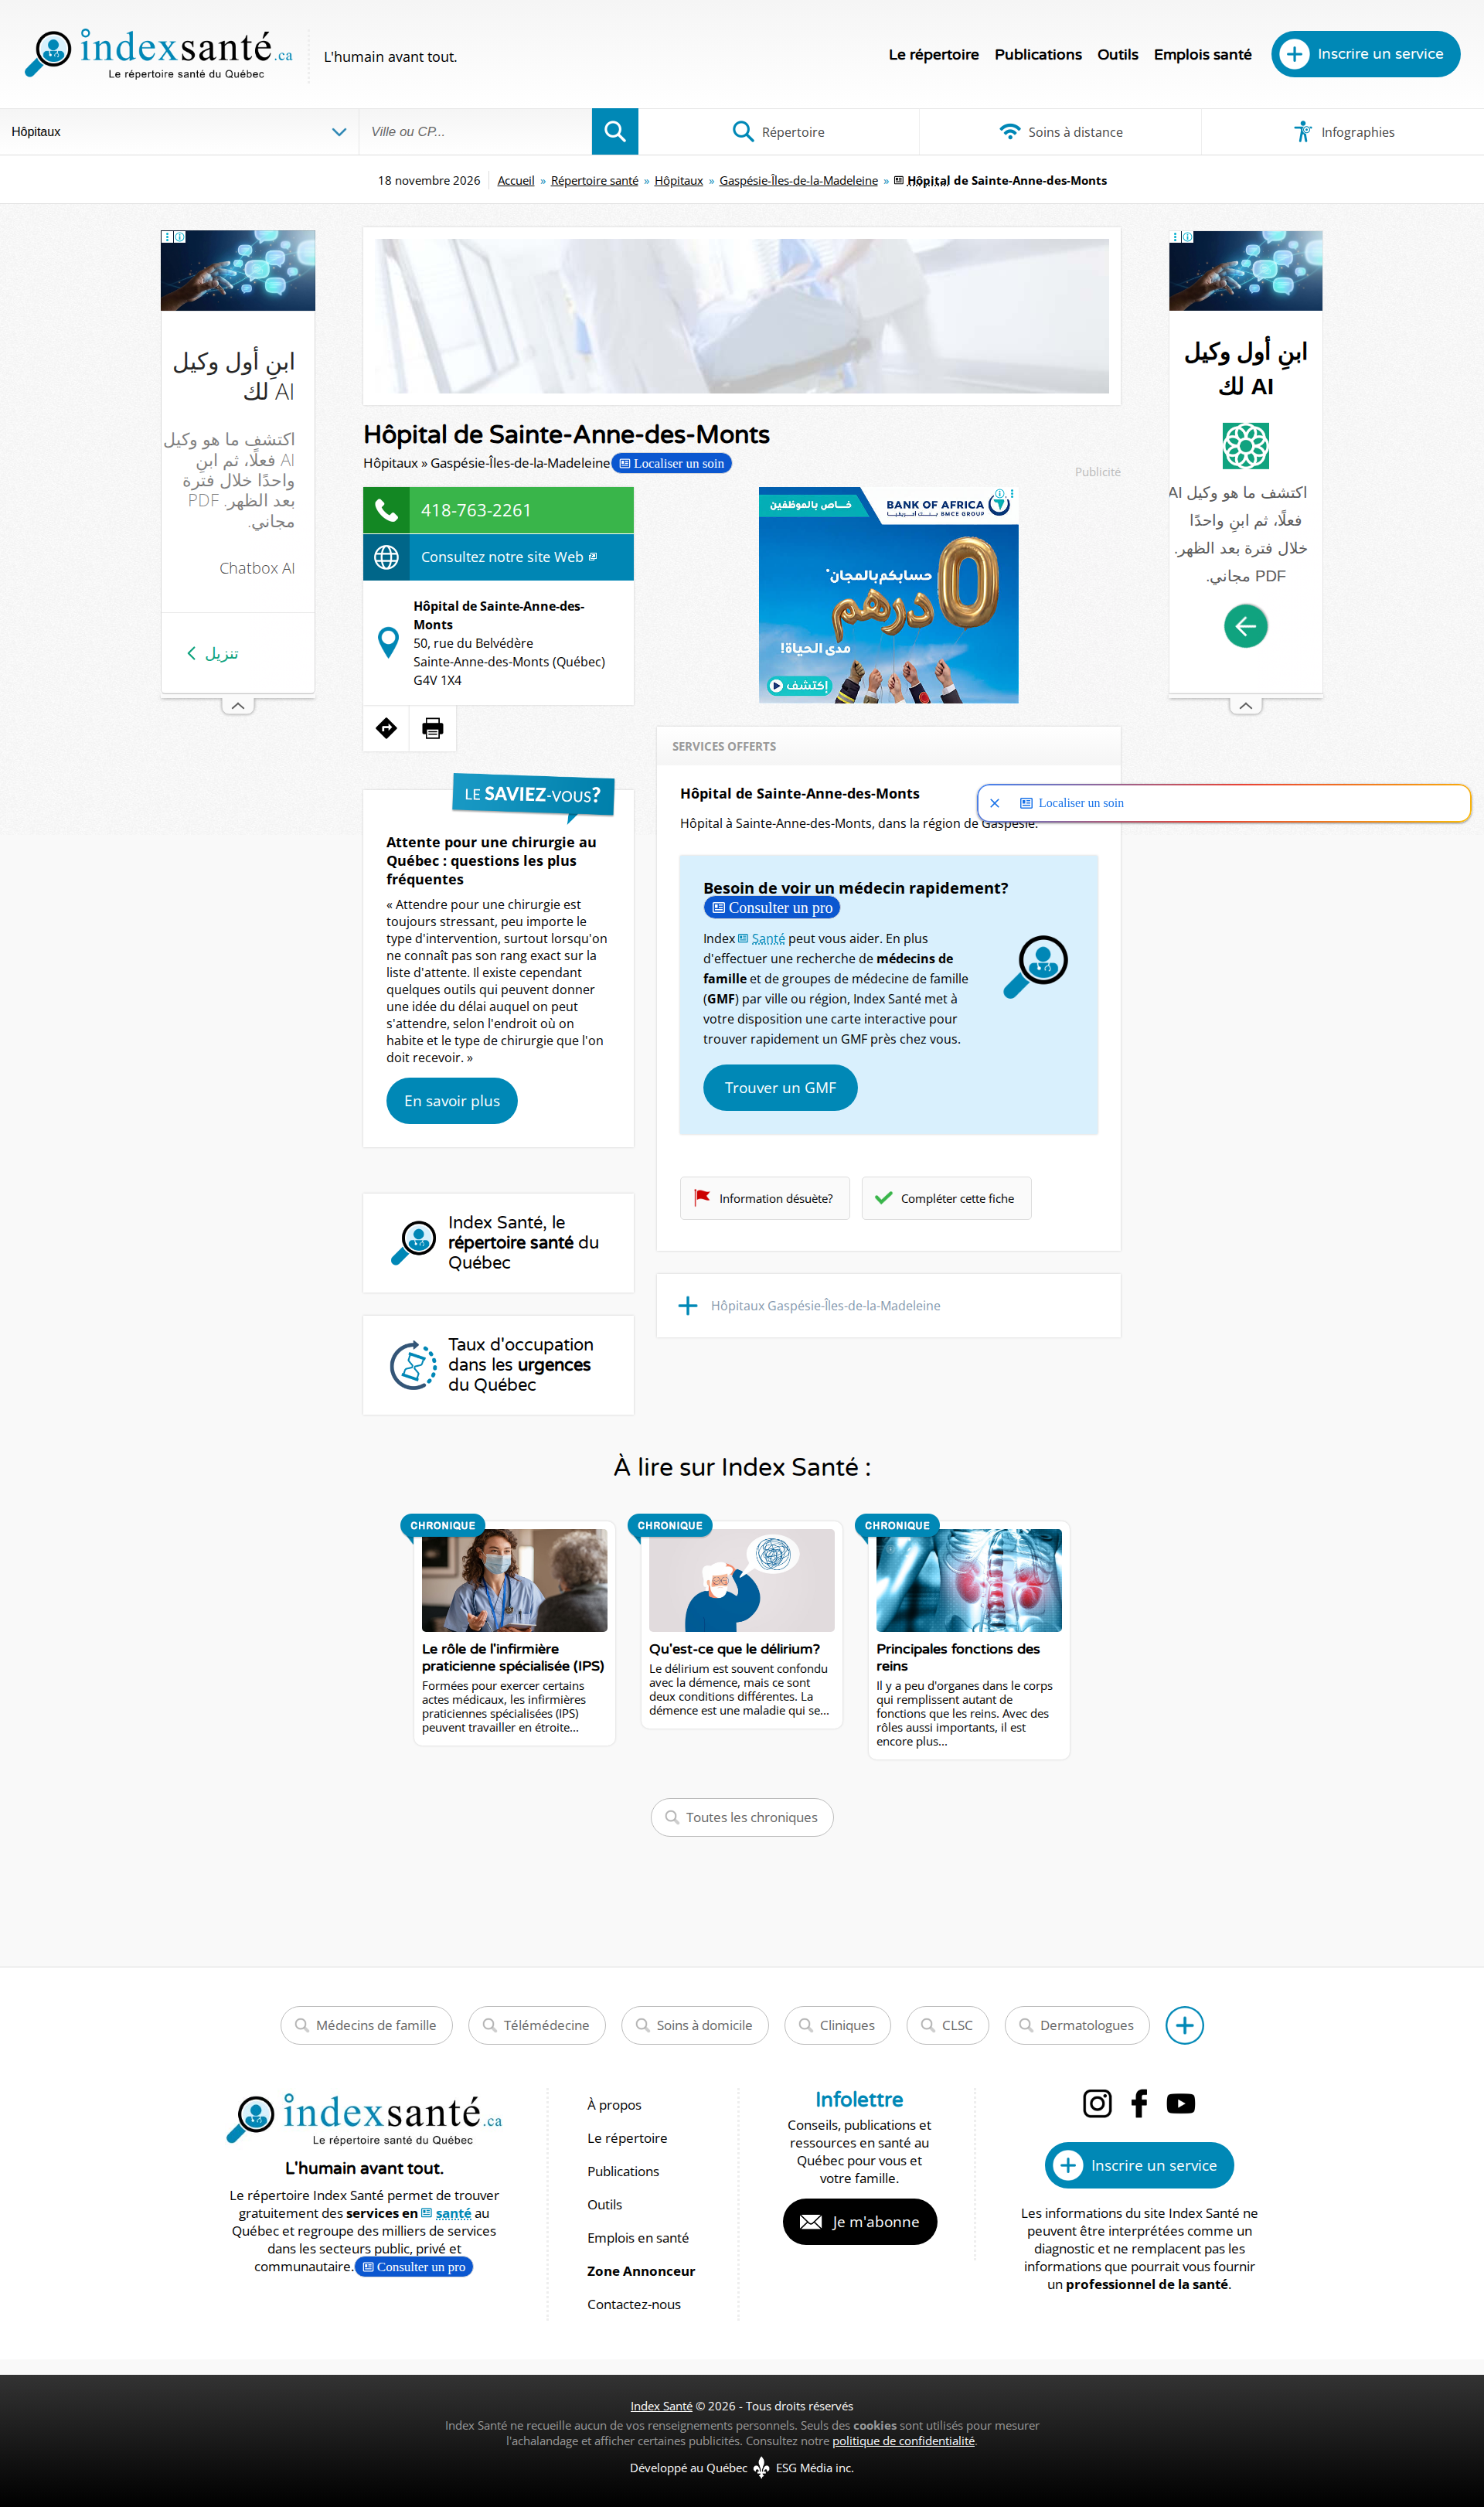 indexsanté.ca
Le répertoire santé du Québec
L'humain avant tout.
Le répertoire
Publications
Outils
Emplois santé
Inscrire un service
Hôpitaux
Ville ou CP...
Répertoire
Soins à distance
Infographies
18 novembre 2026
Accueil » Répertoire santé » Hôpitaux » Gaspésie-Îles-de-la-Madeleine » Hôpital de Sainte-Anne-des-Monts
ابنِ أول وكيل
AI لك
اكتشف ما هو وكيل
AI فعلًا، ثم ابنِ
واحدًا خلال فترة
بعد الظهر. PDF
مجاني.
Chatbox AI
تنزيل
Hôpital de Sainte-Anne-des-Monts
Hôpitaux » Gaspésie-Îles-de-la-Madeleine Localiser un soin
Publicité
418-763-2261
Consultez notre site Web
Hôpital de Sainte-Anne-des-
Monts
50, rue du Belvédère
Sainte-Anne-des-Monts (Québec)
G4V 1X4
خــاص بالموظفين
BANK OF AFRICA
BMCE GROUP
حسابكم بالمجان*
0 درهم
مدى الحياة!
إكتشف
ابنِ أول وكيل
AI لك
اكتشف ما هو وكيل AI
فعلًا، ثم ابنِ واحدًا
خلال فترة بعد الظهر.
PDF مجاني.
LE SAVIEZ-VOUS?
Attente pour une chirurgie au
Québec : questions les plus
fréquentes
« Attendre pour une chirurgie est
toujours stressant, peu importe le
type d'intervention, surtout lorsqu'on
ne connaît pas son rang exact sur la
liste d'attente. Il existe cependant
quelques outils qui peuvent donner
une idée du délai auquel on peut
s'attendre, selon l'endroit où on
habite et le type de chirurgie que l'on
doit recevoir. »
En savoir plus
Index Santé, le
répertoire santé du
Québec
Taux d'occupation
dans les urgences
du Québec
SERVICES OFFERTS
Hôpital de Sainte-Anne-des-Monts
Localiser un soin
Hôpital à Sainte-Anne-des-Monts, dans la région de Gaspésie.
Besoin de voir un médecin rapidement?
Consulter un pro
Index Santé peut vous aider. En plus
d'effectuer une recherche de médecins de
famille et de groupes de médecine de famille
(GMF) par ville ou région, Index Santé met à
votre disposition une carte interactive pour
trouver rapidement un GMF près chez vous.
Trouver un GMF
Information désuète?
Compléter cette fiche
Hôpitaux Gaspésie-Îles-de-la-Madeleine
À lire sur Index Santé :
CHRONIQUE
Le rôle de l'infirmière
praticienne spécialisée (IPS)
Formées pour exercer certains
actes médicaux, les infirmières
praticiennes spécialisées (IPS)
peuvent travailler en étroite...
CHRONIQUE
Qu'est-ce que le délirium?
Le délirium est souvent confondu
avec la démence, mais ce sont
deux conditions différentes. La
démence est une maladie qui se...
CHRONIQUE
Principales fonctions des
reins
Il y a peu d'organes dans le corps
qui remplissent autant de
fonctions que les reins. Avec des
rôles aussi importants, il est
encore plus...
Toutes les chroniques
Médecins de famille
Télémédecine
Soins à domicile
Cliniques
CLSC
Dermatologues
indexsanté.ca
Le répertoire santé du Québec
L'humain avant tout.
Le répertoire Index Santé permet de trouver
gratuitement des services en santé au
Québec et regroupe des milliers de services
dans les secteurs public, privé et
communautaire. Consulter un pro
À propos
Le répertoire
Publications
Outils
Emplois en santé
Zone Annonceur
Contactez-nous
Infolettre
Conseils, publications et
ressources en santé au
Québec pour vous et
votre famille.
Je m'abonne
Inscrire un service
Les informations du site Index Santé ne
peuvent être interprétées comme un
diagnostic et ne remplacent pas les
informations que pourrait vous fournir
un professionnel de la santé.
Index Santé © 2026 - Tous droits réservés
Index Santé ne recueille aucun de vos renseignements personnels. Seuls des cookies sont utilisés pour mesurer
l'achalandage et afficher certaines publicités. Consultez notre politique de confidentialité.
Développé au Québec ESG Média inc.